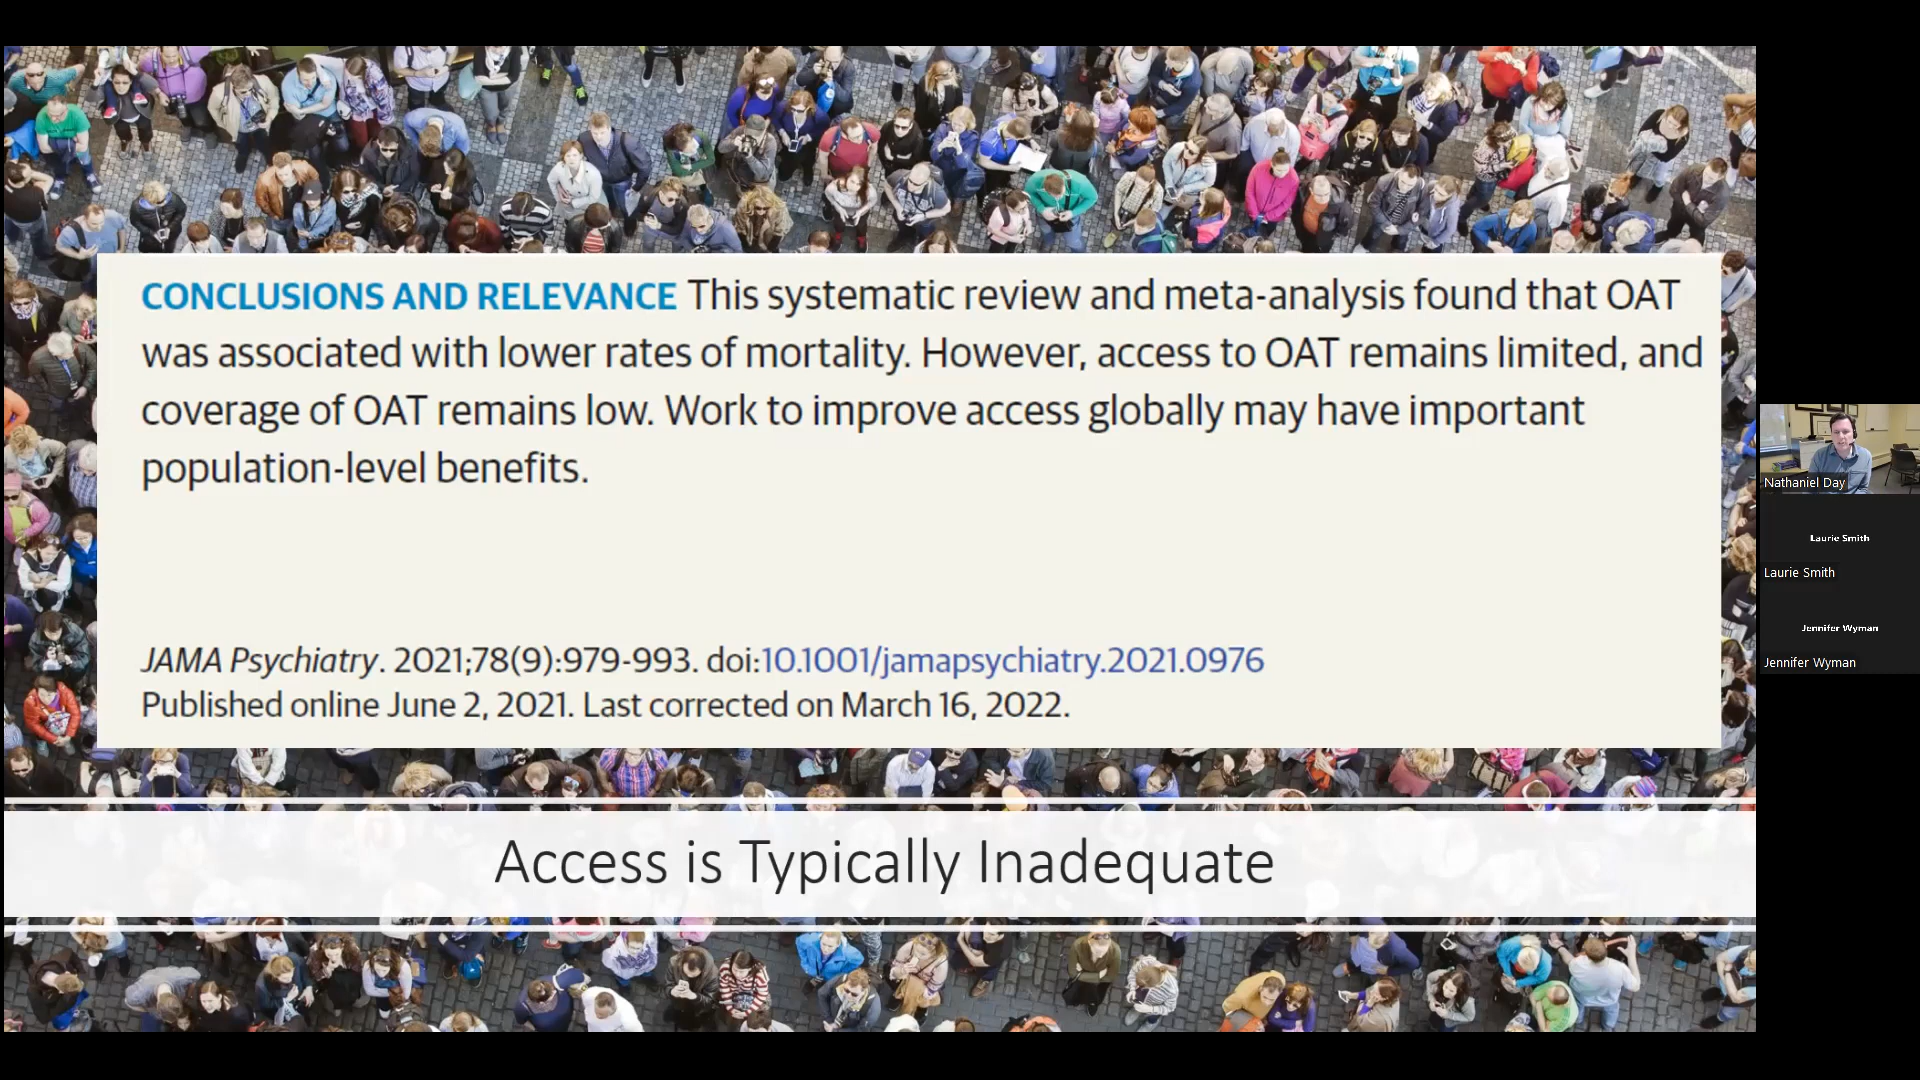 CONCLUSIONS AND RELEVANCE This systematic review and meta-analysis found that OAT
was associated with lower rates of mortality. However, access to OAT remains limited, and
coverage of OAT remains low. Work to improve access globally may have important
population-level benefits.
JAMA Psychiatry. 2021;78(9):979-993. doi:10.1001/jamapsychiatry.2021.0976
Published online June 2, 2021. Last corrected on March 16, 2022.
Access is Typically Inadequate
Nathaniel Day
Laurie Smith
Laurie Smith
Jennifer Wyman
Jennifer Wyman